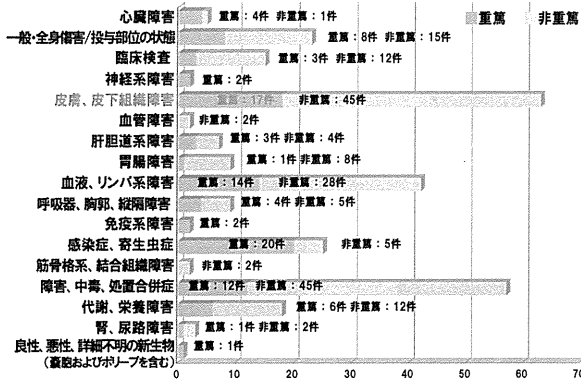 重篤 非重篤
心臓障害 重篤：4件 非重篤：1件
一般・全身傷害/投与部位の状態 重篤：8件 非重篤：15件
臨床検査 重篤：3件 非重篤：12件
神経系障害 重篤：2件
皮膚、皮下組織障害 重篤：17件 非重篤：45件
血管障害 非重篤：2件
肝胆道系障害 重篤：3件 非重篤：4件
胃腸障害 重篤：1件 非重篤：8件
血液、リンパ系障害 重篤：14件 非重篤：28件
呼吸器、胸郭、縦隔障害 重篤：4件 非重篤：5件
免疫系障害 重篤：2件
感染症、寄生虫症 重篤：20件 非重篤：5件
筋骨格系、結合組織障害 非重篤：2件
障害、中毒、処置合併症 重篤：12件 非重篤：45件
代謝、栄養障害 重篤：6件 非重篤：12件
腎、尿路障害 重篤：1件 非重篤：2件
良性、悪性、詳細不明の新生物 重篤：1件
（嚢胞およびポリープを含む）
0 10 20 30 40 50 60 70